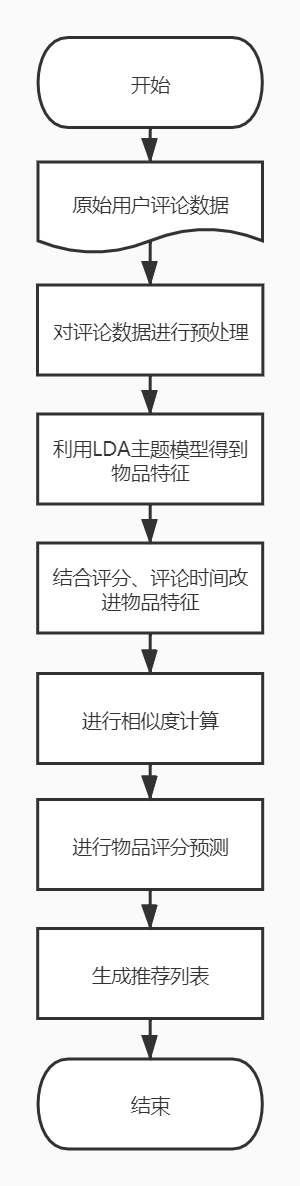 开始
原始用户评论数据
对评论数据进行预处理
利用LDA主题模型得到
物品特征
结合评分、评论时间改
进物品特征
进行相似度计算
进行物品评分预测
生成推荐列表
结束